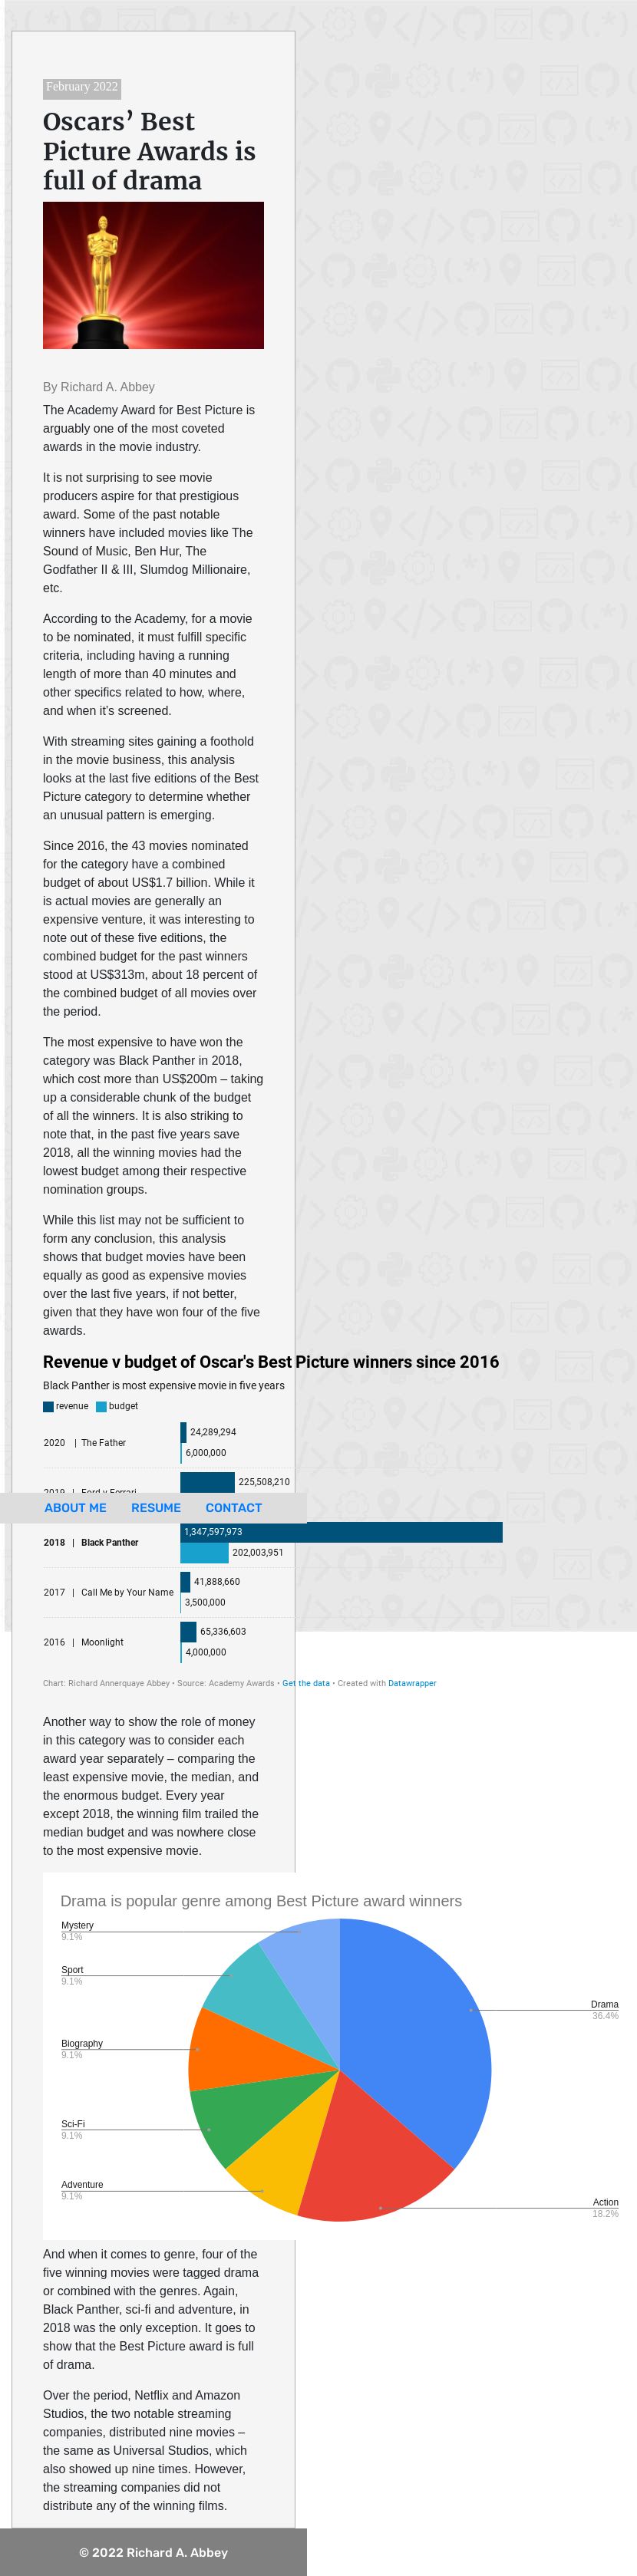 February 2022
Oscars’ Best
Picture Awards is
full of drama
By Richard A. Abbey
The Academy Award for Best Picture is
arguably one of the most coveted
awards in the movie industry.
It is not surprising to see movie
producers aspire for that prestigious
award. Some of the past notable
winners have included movies like The
Sound of Music, Ben Hur, The
Godfather II & III, Slumdog Millionaire,
etc.
According to the Academy, for a movie
to be nominated, it must fulfill specific
criteria, including having a running
length of more than 40 minutes and
other specifics related to how, where,
and when it's screened.
With streaming sites gaining a foothold
in the movie business, this analysis
looks at the last five editions of the Best
Picture category to determine whether
an unusual pattern is emerging.
Since 2016, the 43 movies nominated
for the category have a combined
budget of about US$1.7 billion. While it
is actual movies are generally an
expensive venture, it was interesting to
note out of these five editions, the
combined budget for the past winners
stood at US$313m, about 18 percent of
the combined budget of all movies over
the period.
The most expensive to have won the
category was Black Panther in 2018,
which cost more than US$200m – taking
up a considerable chunk of the budget
of all the winners. It is also striking to
note that, in the past five years save
2018, all the winning movies had the
lowest budget among their respective
nomination groups.
While this list may not be sufficient to
form any conclusion, this analysis
shows that budget movies have been
equally as good as expensive movies
over the last five years, if not better,
given that they have won four of the five
awards.
Revenue v budget of Oscar's Best Picture winners since 2016
Black Panther is most expensive movie in five years
revenue budget
2020 | The Father
24,289,294
6,000,000
2019 | Ford v Ferrari
225,508,210
ABOUT ME RESUME CONTACT
2018 | Black Panther
1,347,597,973
202,003,951
2017 | Call Me by Your Name
41,888,660
3,500,000
2016 | Moonlight
65,336,603
4,000,000
Chart: Richard Annerquaye Abbey • Source: Academy Awards • Get the data • Created with Datawrapper
Another way to show the role of money
in this category was to consider each
award year separately – comparing the
least expensive movie, the median, and
the enormous budget. Every year
except 2018, the winning film trailed the
median budget and was nowhere close
to the most expensive movie.
Drama is popular genre among Best Picture award winners
Mystery
9.1%
Sport
9.1%
Biography
9.1%
Sci-Fi
9.1%
Adventure
9.1%
Drama
36.4%
Action
18.2%
And when it comes to genre, four of the
five winning movies were tagged drama
or combined with the genres. Again,
Black Panther, sci-fi and adventure, in
2018 was the only exception. It goes to
show that the Best Picture award is full
of drama.
Over the period, Netflix and Amazon
Studios, the two notable streaming
companies, distributed nine movies –
the same as Universal Studios, which
also showed up nine times. However,
the streaming companies did not
distribute any of the winning films.
© 2022 Richard A. Abbey